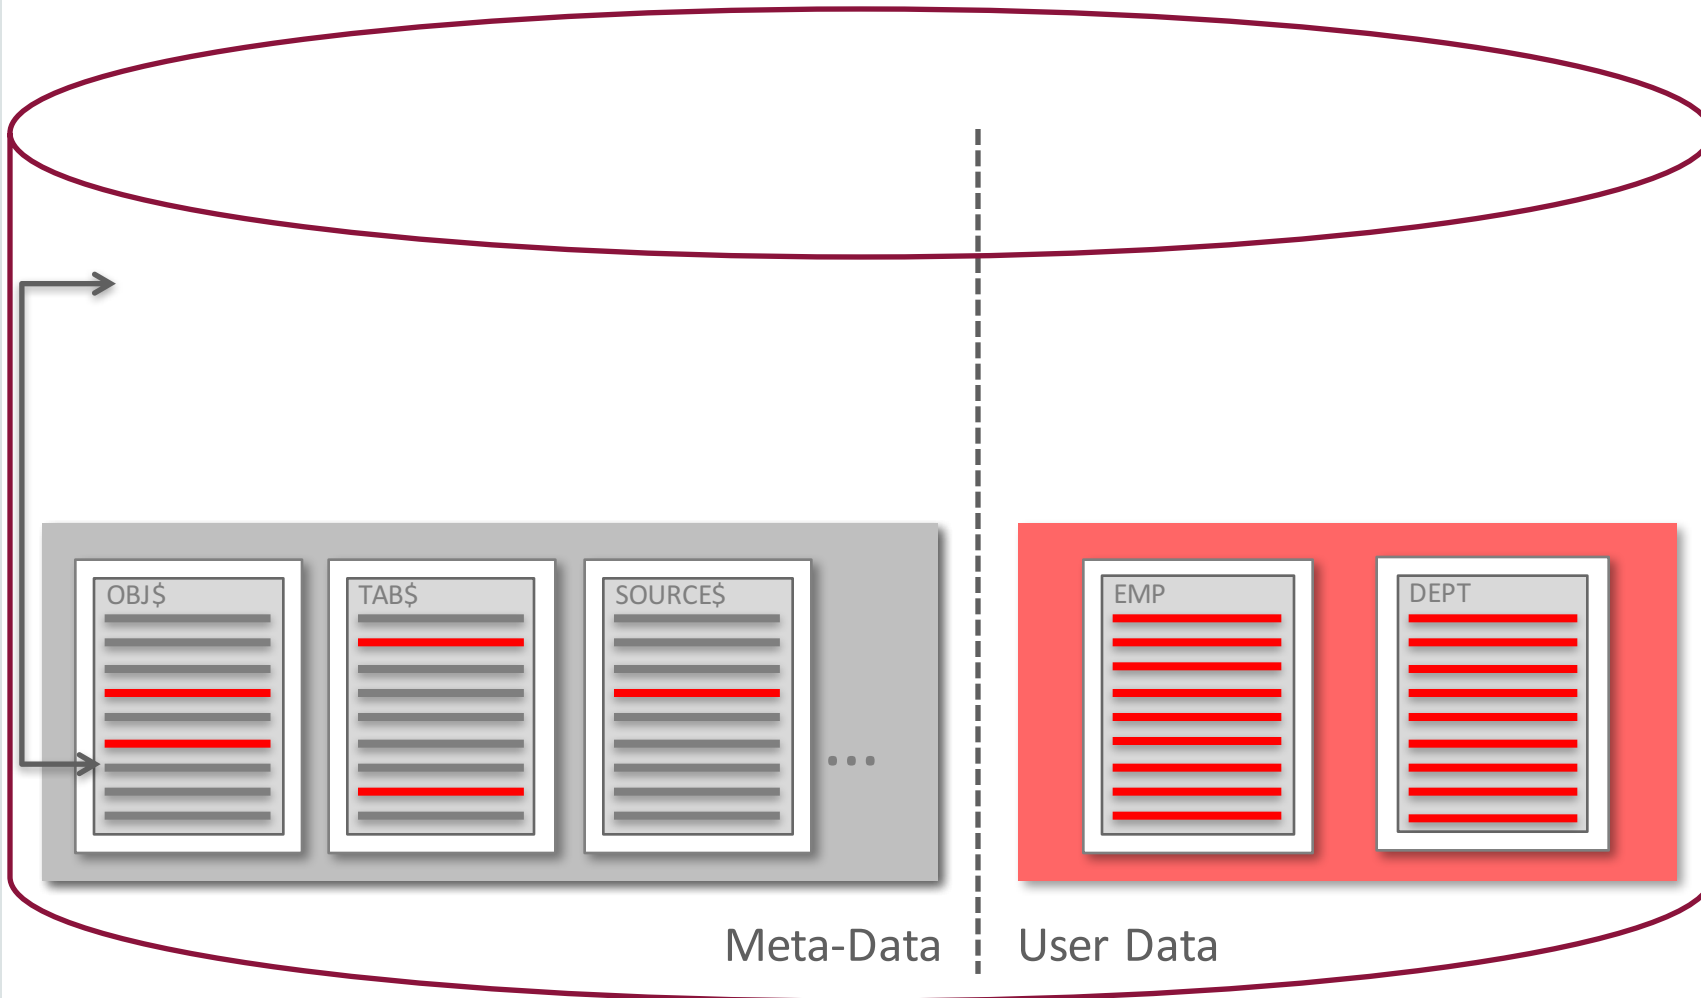 OBJ$
TAB$
SOURCE$
...
EMP
DEPT
Meta-Data
User Data